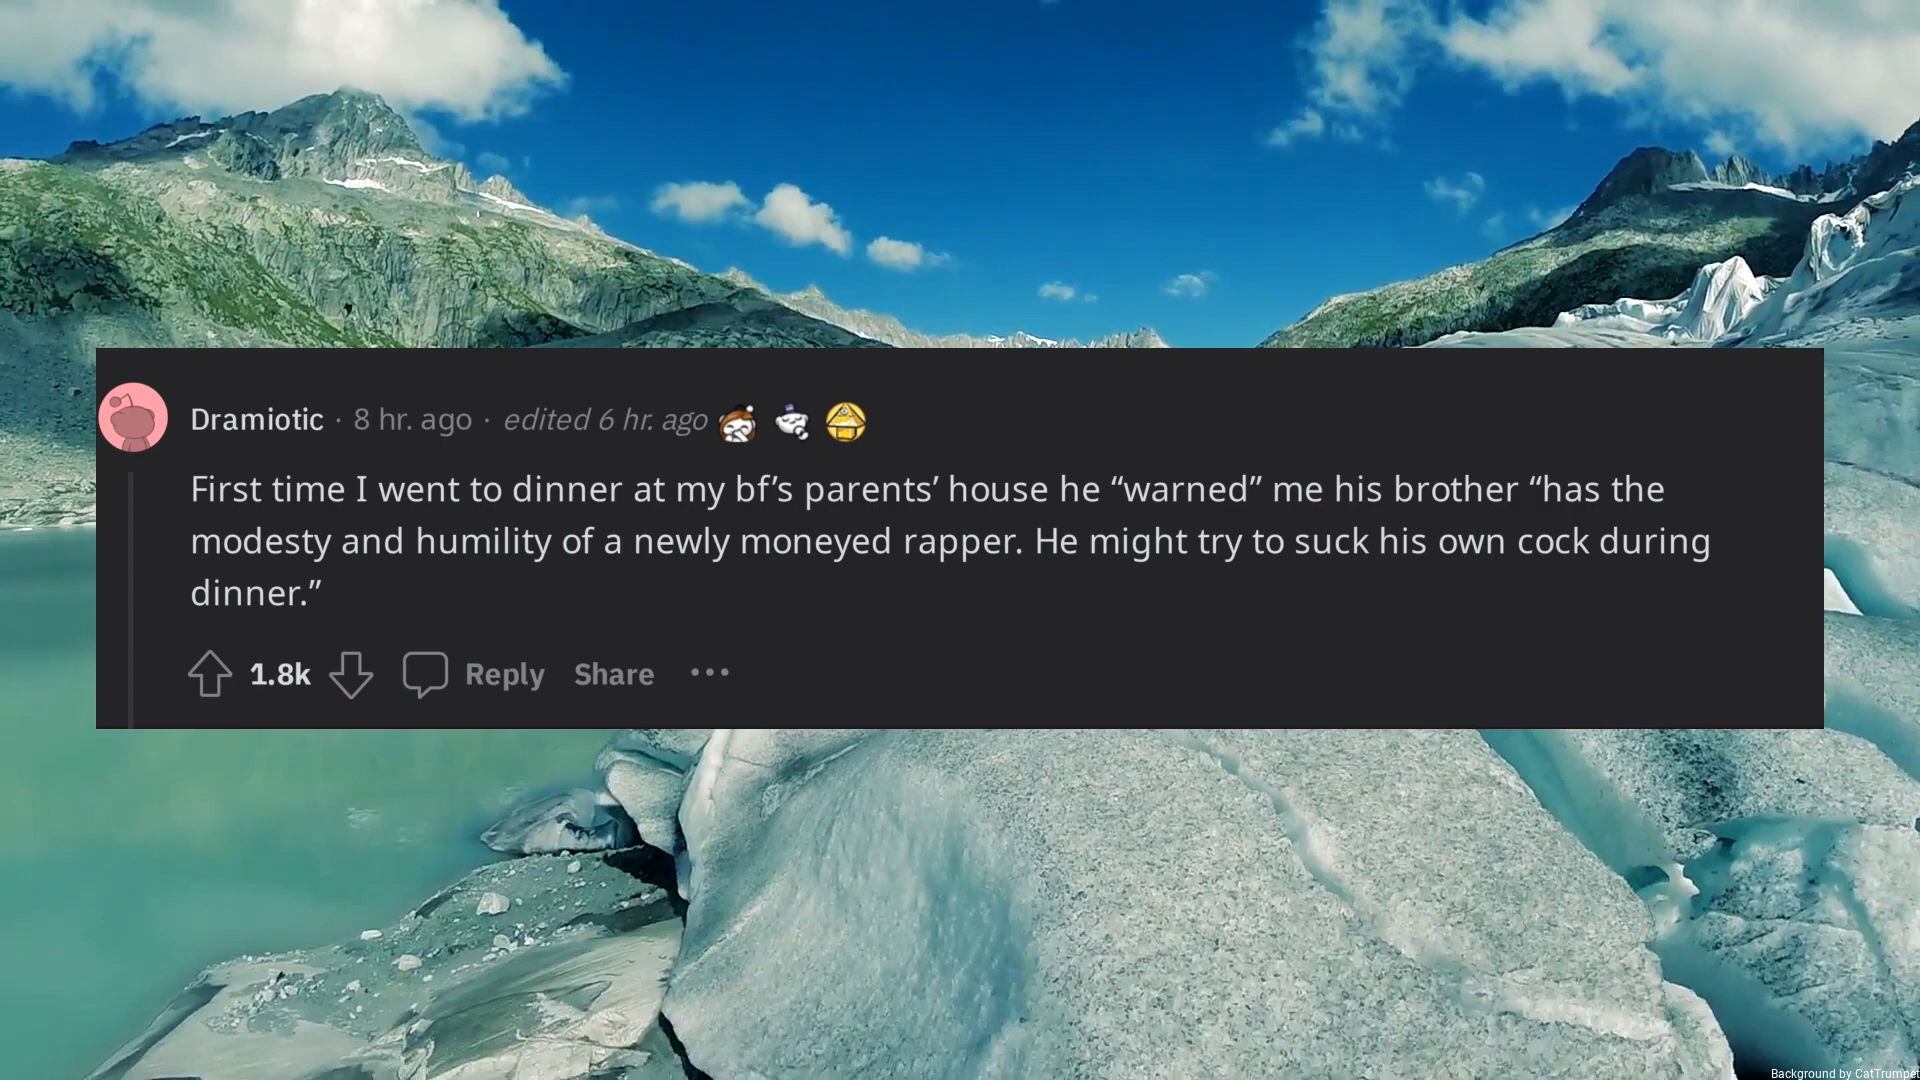 Dramiotic · 8 hr. ago · edited 6 hr. ago
First time I went to dinner at my bf’s parents’ house he “warned” me his brother “has the
modesty and humility of a newly moneyed rapper. He might try to suck his own cock during
dinner.”
1.8k Reply Share ···
Background by CatTrumpet